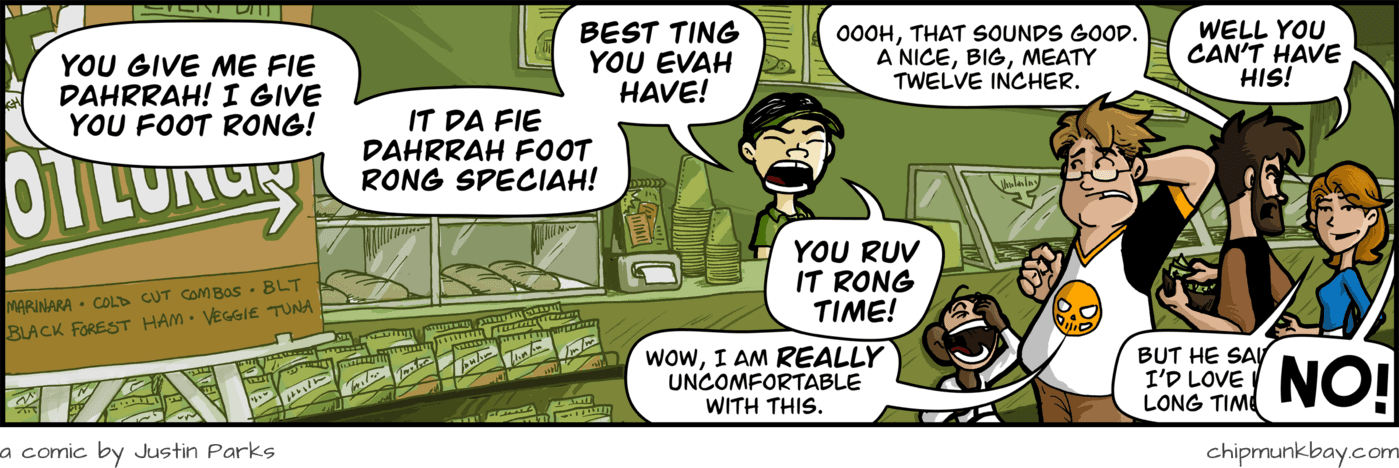 EVERY DAY
YOU GIVE ME FIE
DAHRRAH! I GIVE
YOU FOOT RONG!
IT DA FIE
DAHRRAH FOOT
RONG SPECIAH!
BEST TING
YOU EVAH
HAVE!
OOOH, THAT SOUNDS GOOD.
A NICE, BIG, MEATY
TWELVE INCHER.
WELL YOU
CAN'T HAVE
HIS!
OTLONGS
MARINARA • COLD CUT COMBOS • BLT
BLACK FOREST HAM • VEGGIE TUNA
YOU RUV
IT RONG
TIME!
WOW, I AM REALLY
UNCOMFORTABLE
WITH THIS.
BUT HE SAI
I'D LOVE I
LONG TIM
NO!
a comic by Justin Parks
chipmunkbay.com